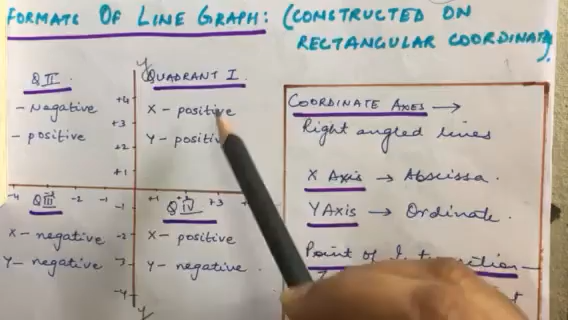 FORMATS OF LINE GRAPH: (CONSTRUCTED ON
RECTANGULAR COORDINATE)
Y
Q II
- Negative
- positive
QUADRANT I
X - positive
Y - positive
+4
+3
+2
+1
-4 -2 -1
+1 +3
-1
-2
-3
-4
Y
Q III
X - negative
Y - negative
Q IV
X - positive
Y - negative
COORDINATE AXES →
Right angled lines
X AXIS → Abscissa.
Y AXIS → Ordinate.
Point of